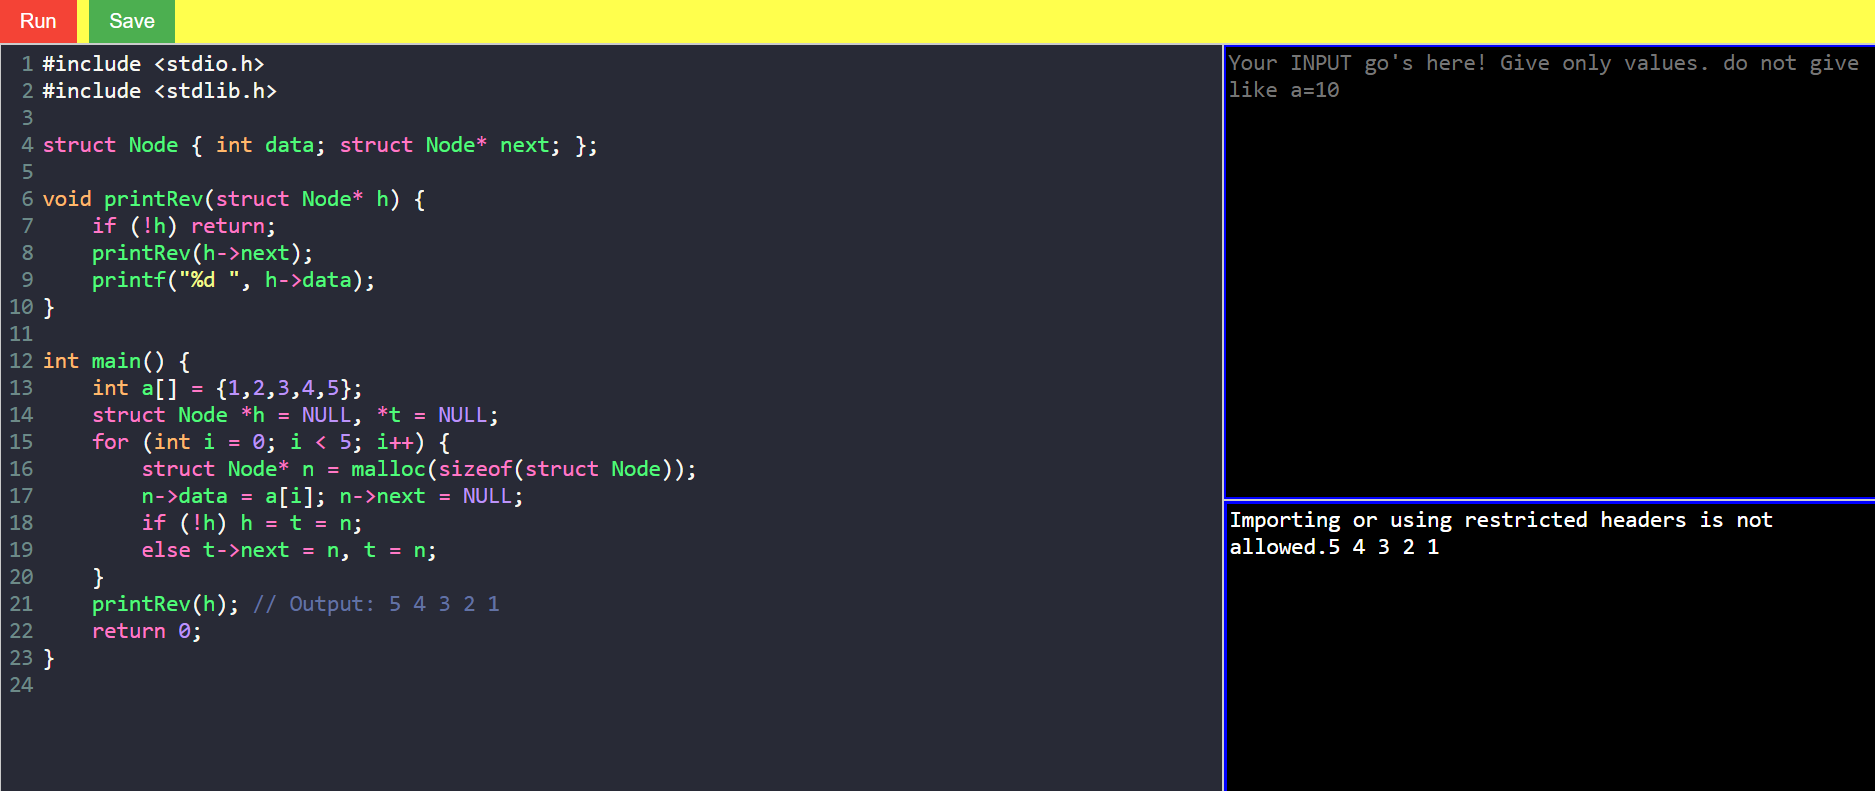 Run Save
1 #include <stdio.h>
2 #include <stdlib.h>
3
4 struct Node { int data; struct Node* next; };
5
6 void printRev(struct Node* h) {
7     if (!h) return;
8     printRev(h->next);
9     printf("%d ", h->data);
10 }
11
12 int main() {
13     int a[] = {1,2,3,4,5};
14     struct Node *h = NULL, *t = NULL;
15     for (int i = 0; i < 5; i++) {
16         struct Node* n = malloc(sizeof(struct Node));
17         n->data = a[i]; n->next = NULL;
18         if (!h) h = t = n;
19         else t->next = n, t = n;
20     }
21     printRev(h); // Output: 5 4 3 2 1
22     return 0;
23 }
24
Your INPUT go's here! Give only values. do not give
like a=10
Importing or using restricted headers is not
allowed.5 4 3 2 1